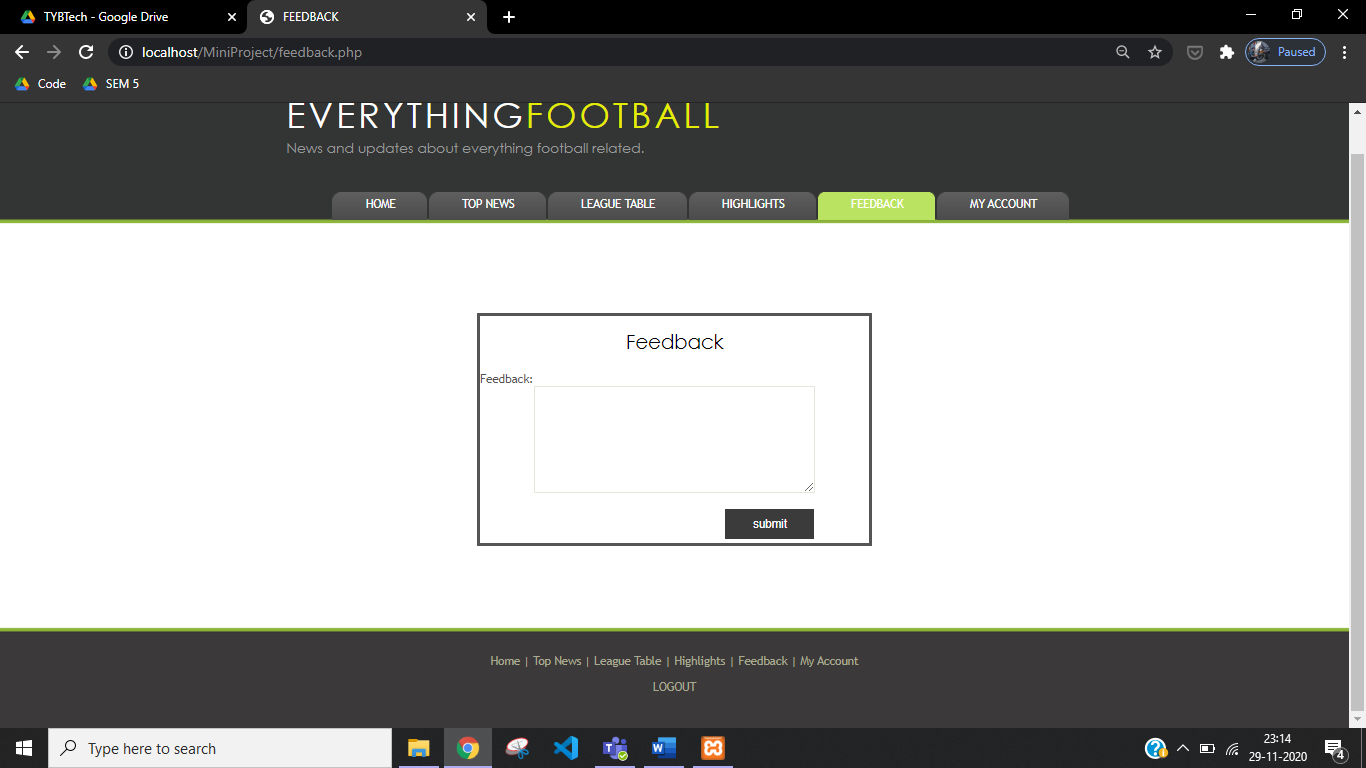 TYBTech - Google Drive
FEEDBACK
localhost/MiniProject/feedback.php
Paused
Code
SEM 5
EVERYTHINGFOOTBALL
News and updates about everything football related.
HOME
TOP NEWS
LEAGUE TABLE
HIGHLIGHTS
FEEDBACK
MY ACCOUNT
Feedback
Feedback:
submit
Home | Top News | League Table | Highlights | Feedback | My Account
LOGOUT
Type here to search
23:14
29-11-2020
4